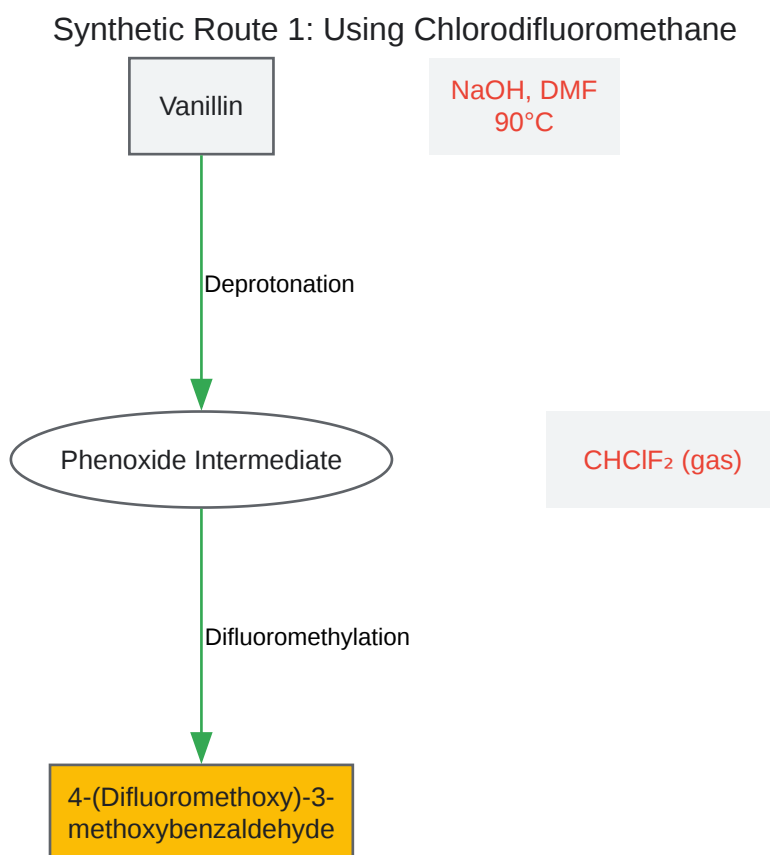 Synthetic Route 1: Using Chlorodifluoromethane
Vanillin
NaOH, DMF
90°C
Deprotonation
Phenoxide Intermediate
CHClF₂ (gas)
Difluoromethylation
4-(Difluoromethoxy)-3-
methoxybenzaldehyde